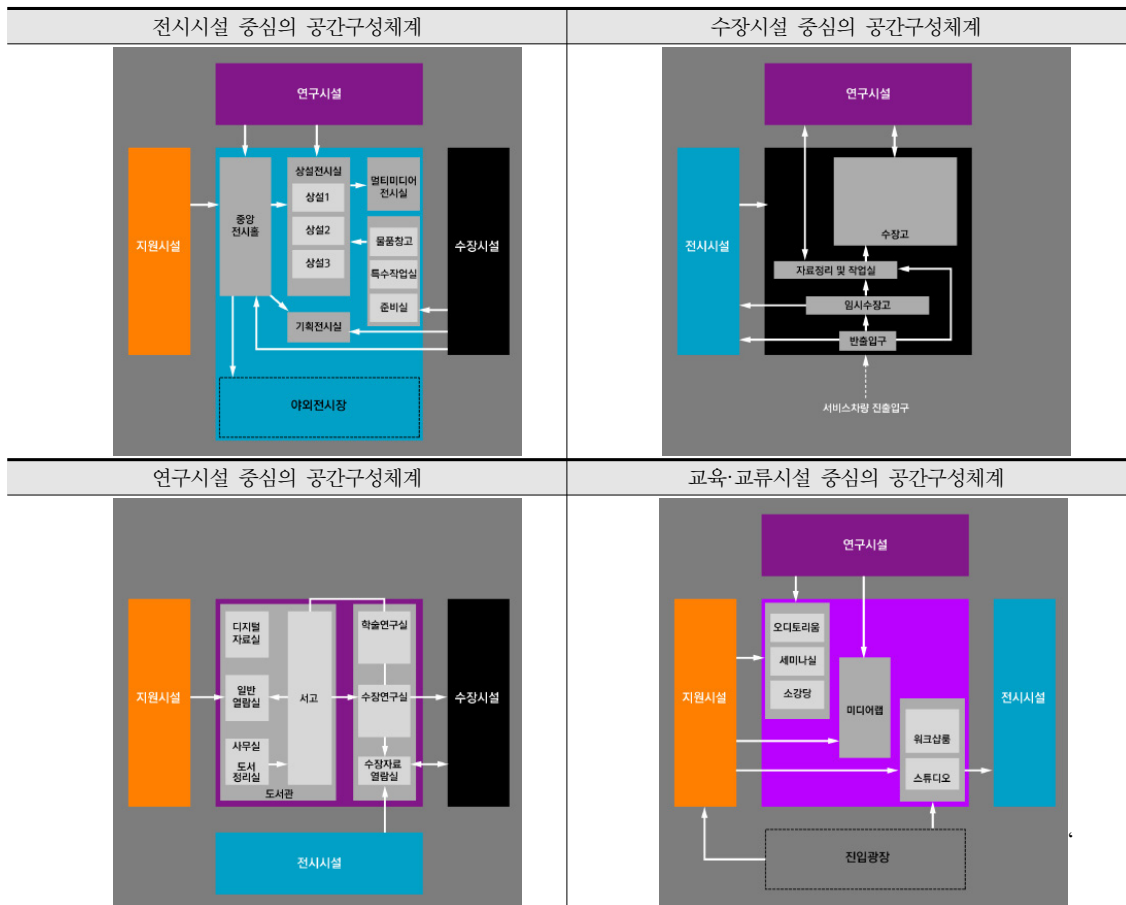 전시시설 중심의 공간구성체계
수장시설 중심의 공간구성체계
연구시설
지원시설
중앙
전시홀
상설전시실
상설1
상설2
상설3
멀티미디어
전시실
물품창고
특수작업실
준비실
기획전시실
수장시설
야외전시장
연구시설
전시시설
수장고
자료정리 및 작업실
임시수장고
반출입구
서비스차량 진출입구
연구시설 중심의 공간구성체계
교육·교류시설 중심의 공간구성체계
지원시설
디지털
자료실
일반
열람실
사무실
도서
정리실
서고
도서관
학술연구실
수장연구실
수장자료
열람실
수장시설
전시시설
연구시설
지원시설
오디토리움
세미나실
소강당
미디어랩
워크샵룸
스튜디오
전시시설
진입광장